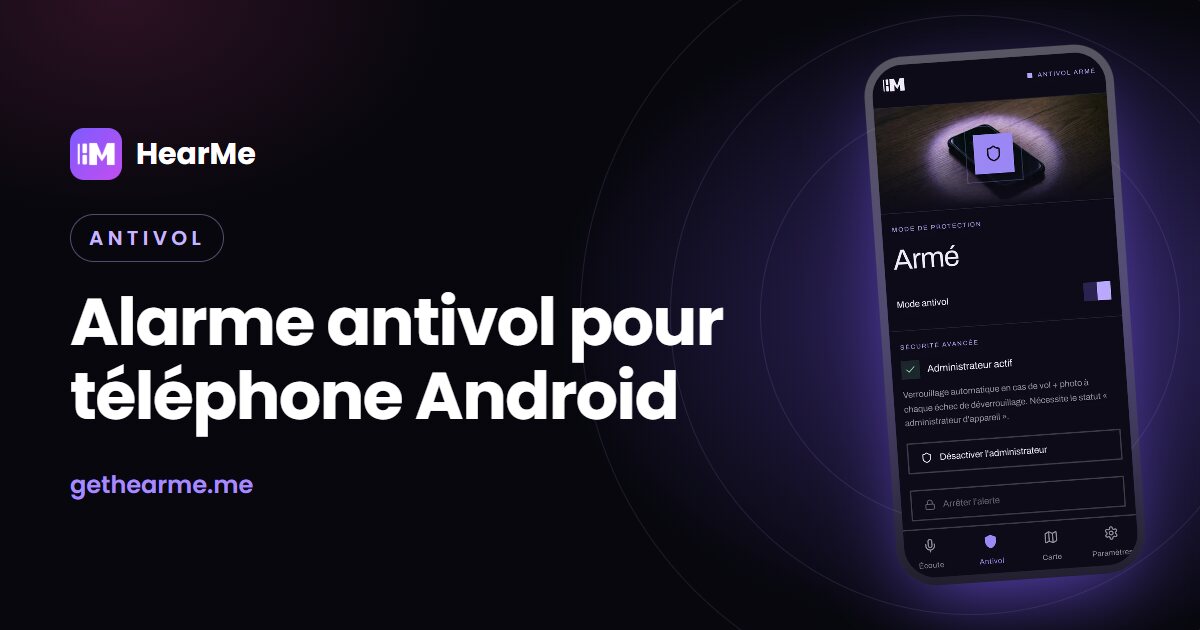 HearMe
ANTIVOL
Alarme antivol pour
téléphone Android
gethearme.me
ANTIVOL ARMÉ
MODE DE PROTECTION
Armé
Mode antivol
SÉCURITÉ AVANCÉE
Administrateur actif
Verrouillage automatique en cas de vol + photo à
chaque échec de déverrouillage. Nécessite le statut «
administrateur d'appareil ».
Désactiver l'administrateur
Arrêter l'alerte
Écoute
Antivol
Carte
Paramètres